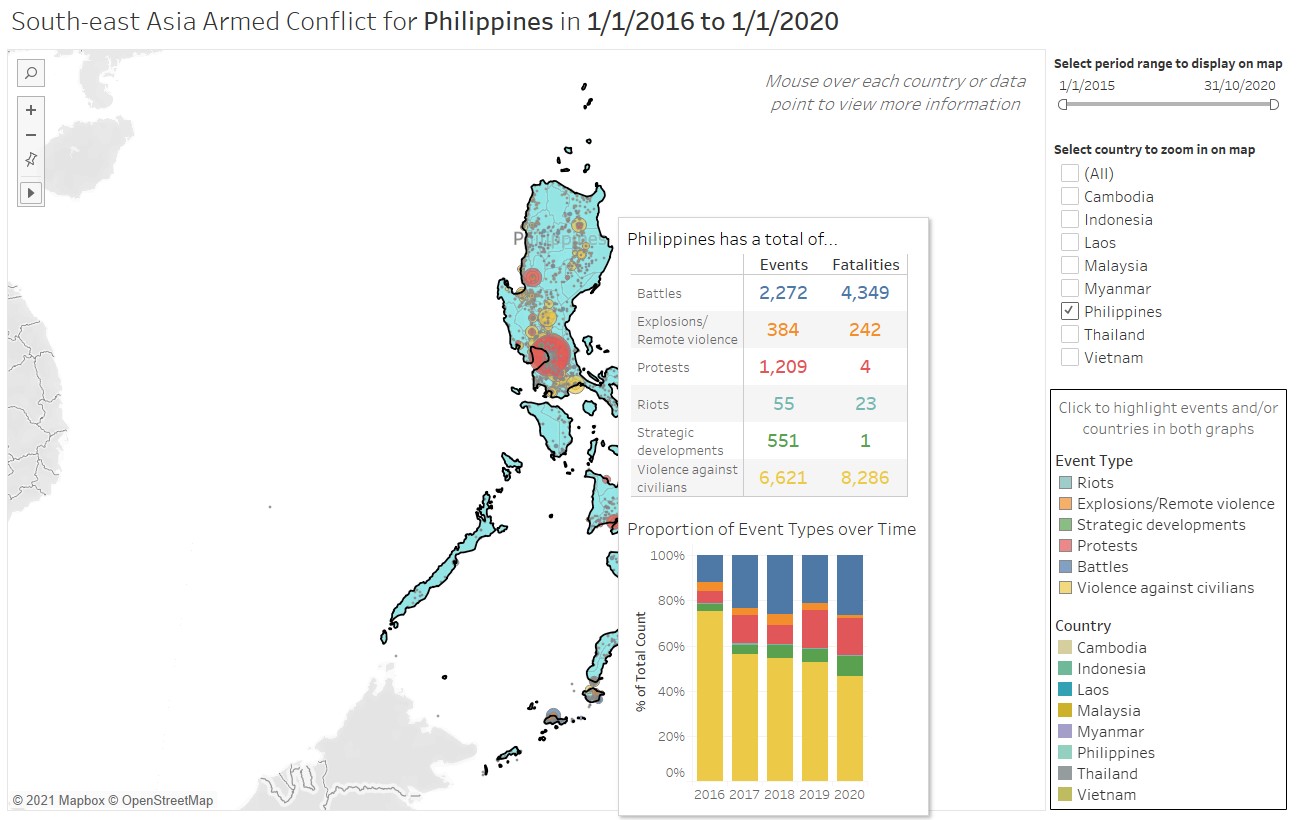 South-east Asia Armed Conflict for Philippines in 1/1/2016 to 1/1/2020
Mouse over each country or data
point to view more information
Philippines
Philippines has a total of...
Events Fatalities
Battles 2,272 4,349
Explosions/
Remote violence 384 242
Protests 1,209 4
Riots 55 23
Strategic
developments 551 1
Violence against
civilians 6,621 8,286
Proportion of Event Types over Time
% of Total Count
100%
80%
60%
40%
20%
0%
2016 2017 2018 2019 2020
© 2021 Mapbox © OpenStreetMap
Select period range to display on map
1/1/2015 31/10/2020
Select country to zoom in on map
(All)
Cambodia
Indonesia
Laos
Malaysia
Myanmar
Philippines
Thailand
Vietnam
Click to highlight events and/or
countries in both graphs
Event Type
Riots
Explosions/Remote violence
Strategic developments
Protests
Battles
Violence against civilians
Country
Cambodia
Indonesia
Laos
Malaysia
Myanmar
Philippines
Thailand
Vietnam